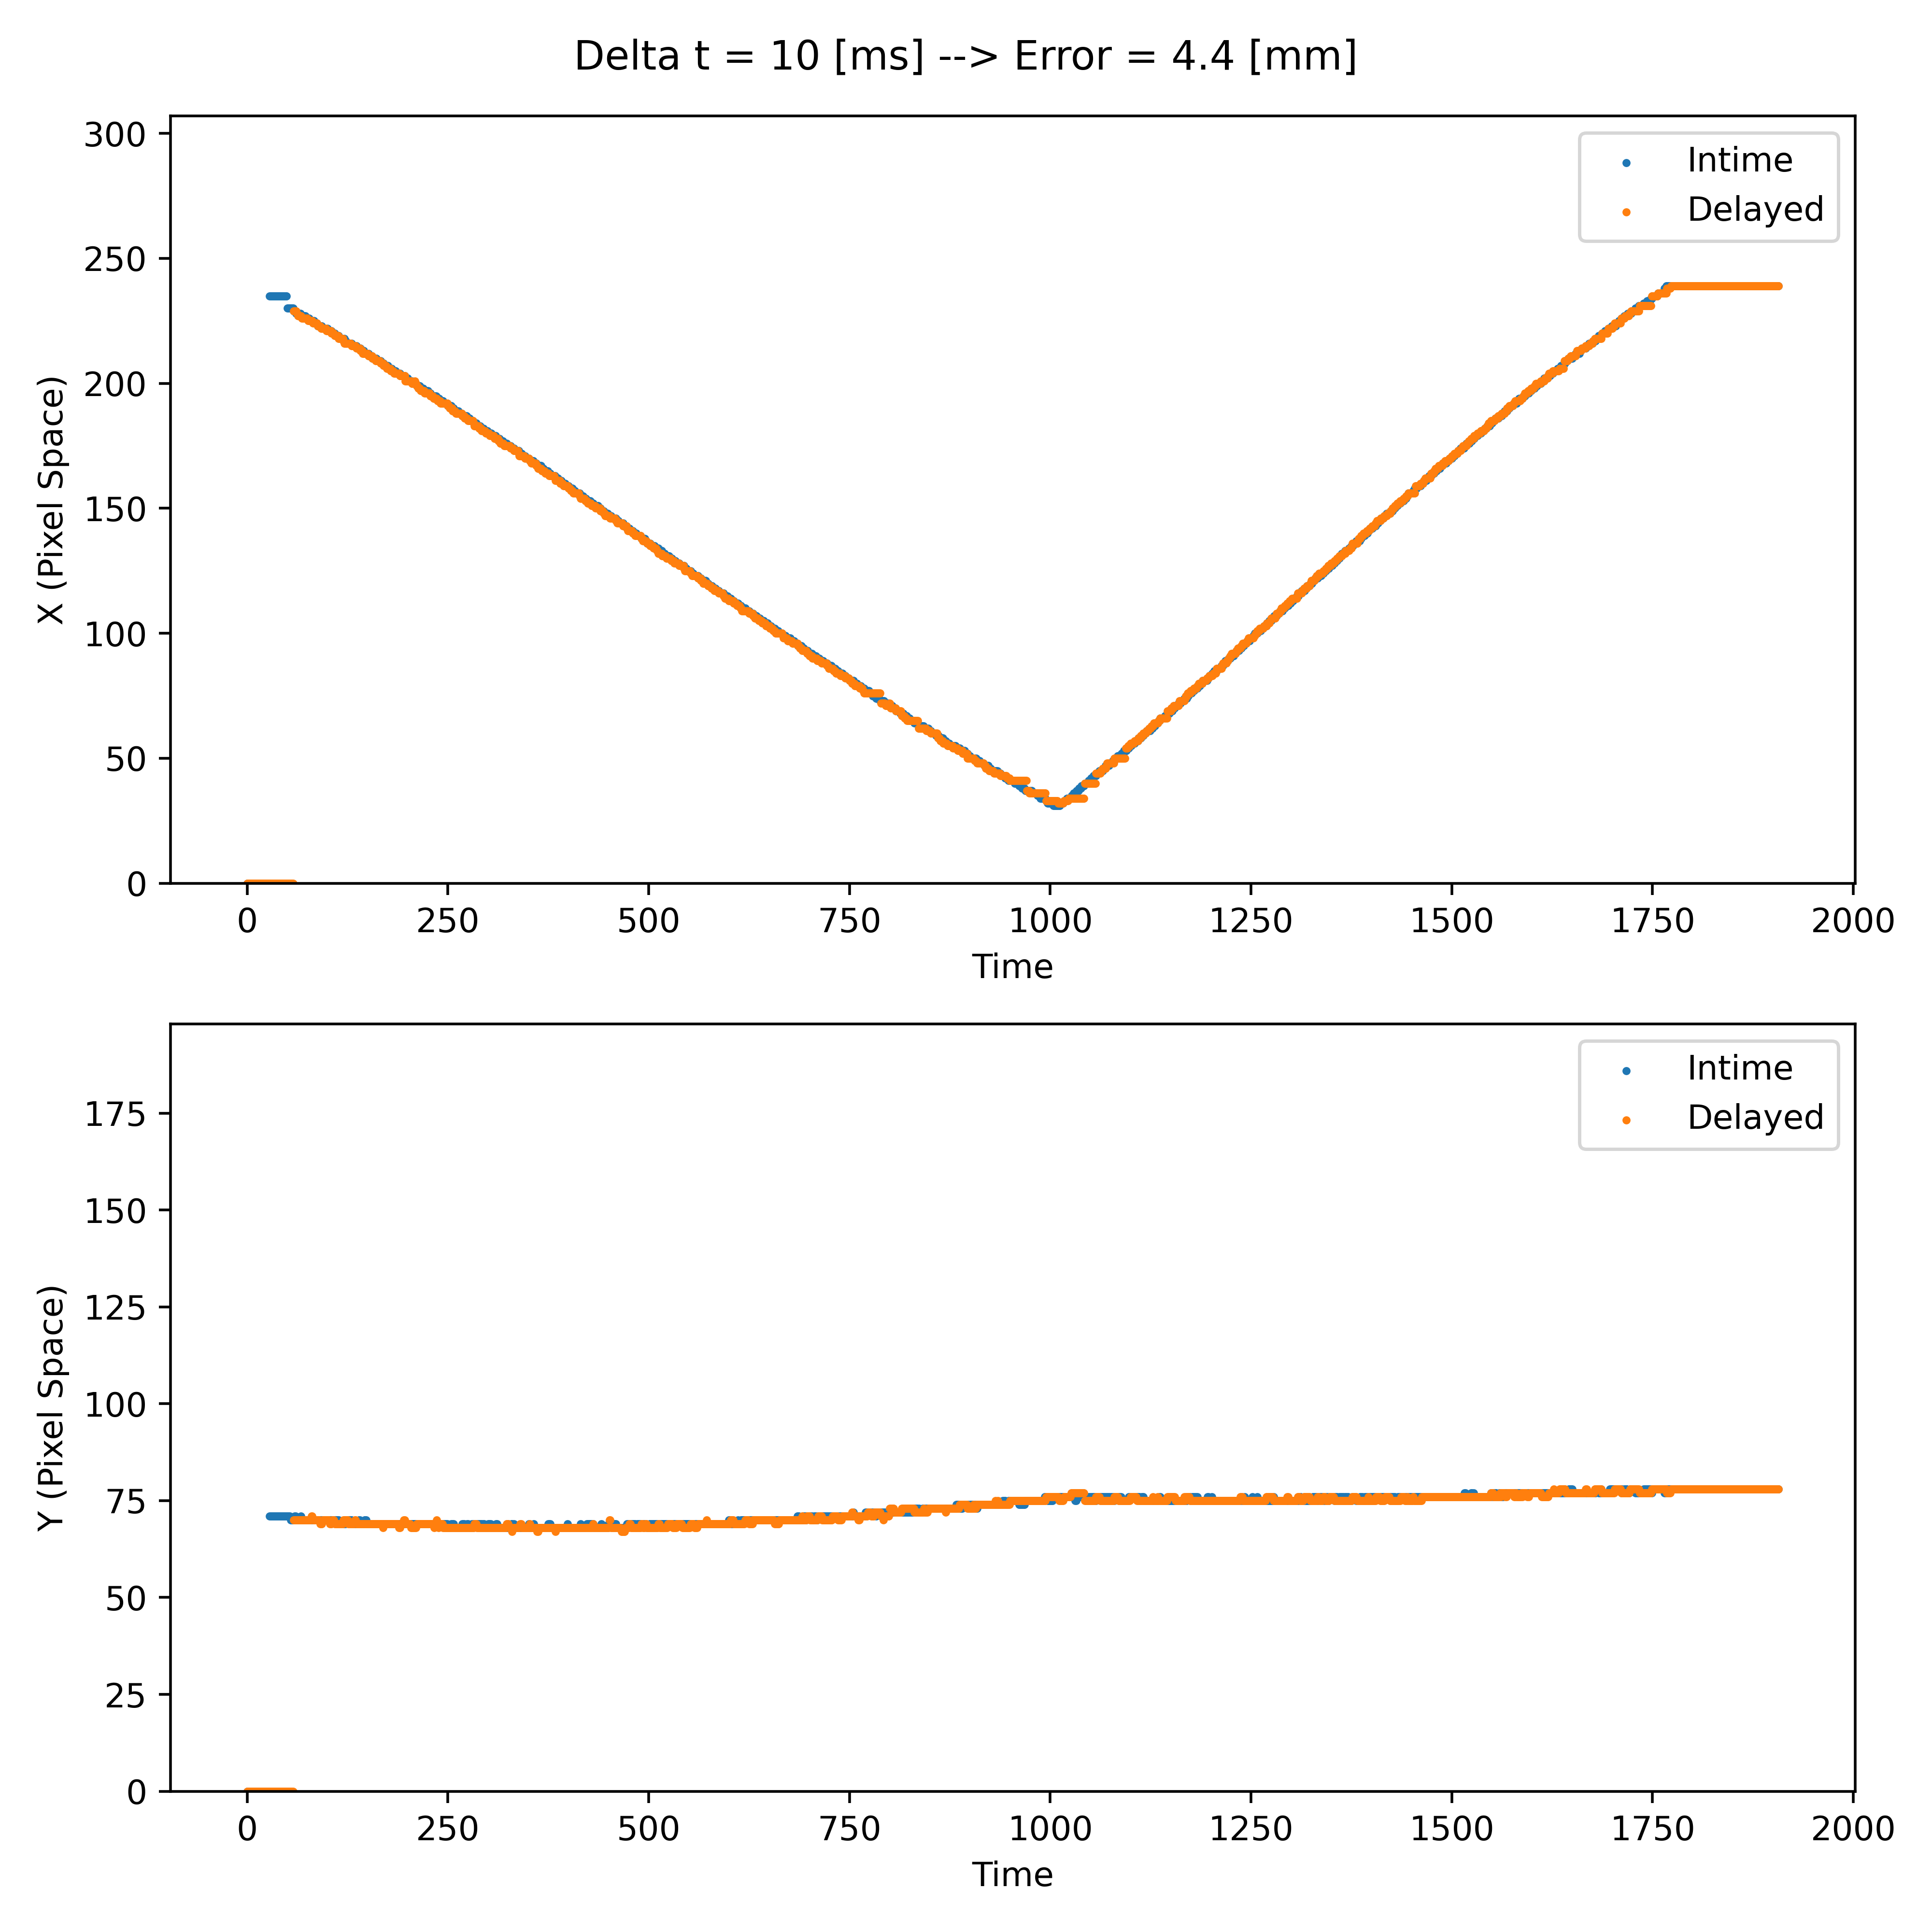 Delta t = 10 [ms] --> Error = 4.4 [mm]
300
250
200
150
100
50
0
X (Pixel Space)
Intime
Delayed
0 250 500 750 1000 1250 1500 1750 2000
Time
175
150
125
100
75
50
25
0
Y (Pixel Space)
Intime
Delayed
0 250 500 750 1000 1250 1500 1750 2000
Time